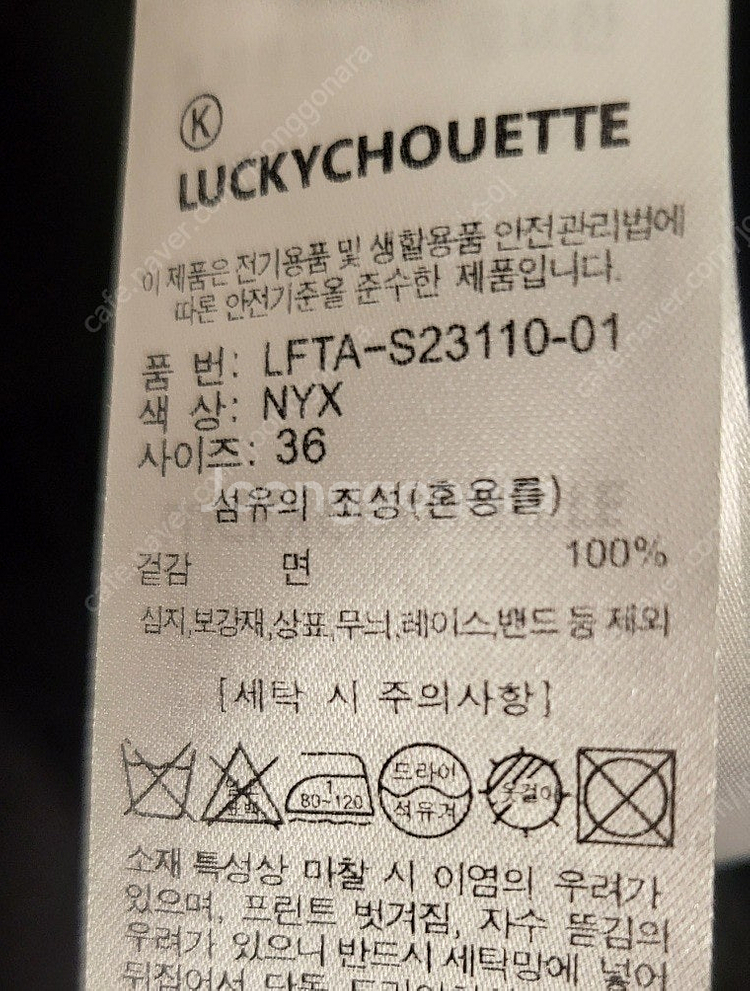 K
LUCKYCHOUETTE
이 제품은 전기용품 및 생활용품 안전관리법에
따른 안전기준을 준수한 제품입니다.
품 번: LFTA-S23110-01
색 상: NYX
사이즈: 36
섬유의 조성(혼용률)
겉감 면 100%
심지,보강재,상표,무늬,레이스,밴드 등 제외
[세탁 시 주의사항]
1
80~120
드라이
석유계
옷걸이
소재 특성상 마찰 시 이염의 우려가
있으며, 프린트 벗겨짐, 자수 뜯김의
우려가 있으니 반드시 세탁망에 넣어
뒤집어서 단독